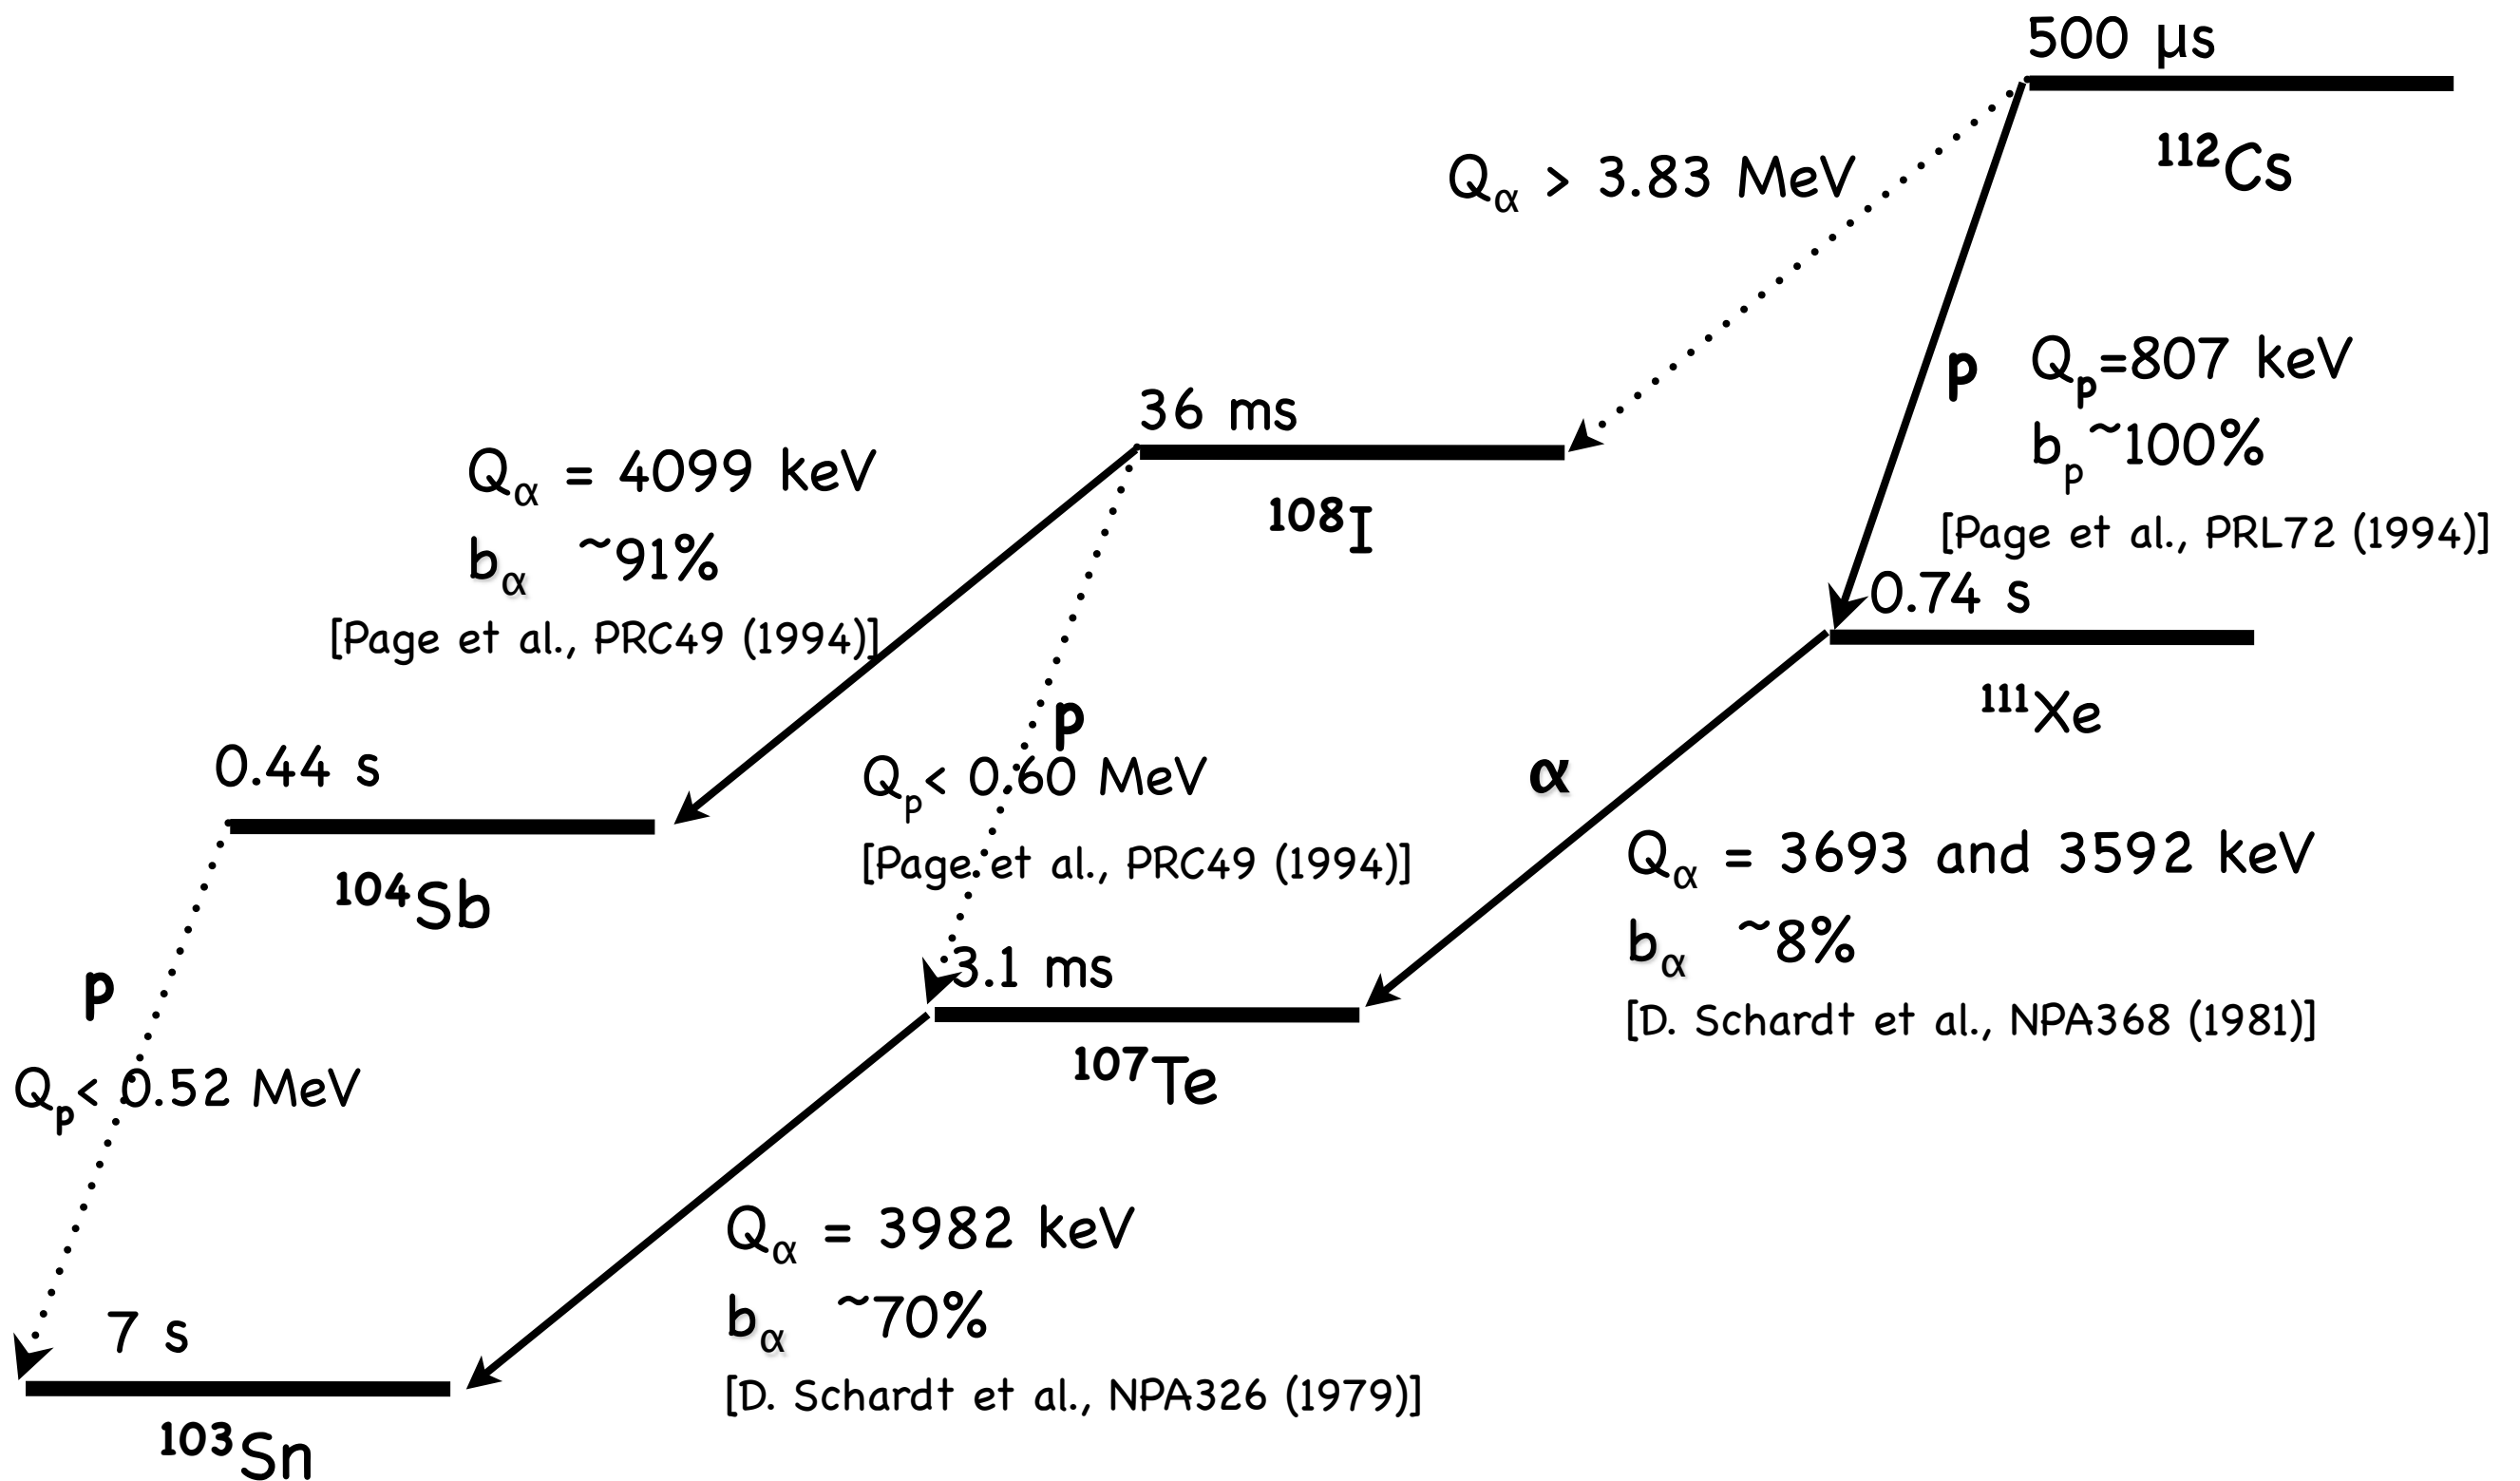 500 µs
¹¹²Cs
Qα > 3.83 MeV
p Qp=807 keV
bp~100%
[Page et al., PRL72 (1994)]
36 ms
¹⁰⁸I
Qα = 4099 keV
bα ~91%
[Page et al., PRC49 (1994)]
0.74 s
¹¹¹Xe
p
Qp< 0.60 MeV
[Page et al., PRC49 (1994)]
α
Qα = 3693 and 3592 keV
bα ~8%
[D. Schardt et al., NPA368 (1981)]
0.44 s
¹⁰⁴Sb
p
Qp< 0.52 MeV
3.1 ms
¹⁰⁷Te
Qα = 3982 keV
bα ~70%
[D. Schardt et al., NPA326 (1979)]
7 s
¹⁰³Sn